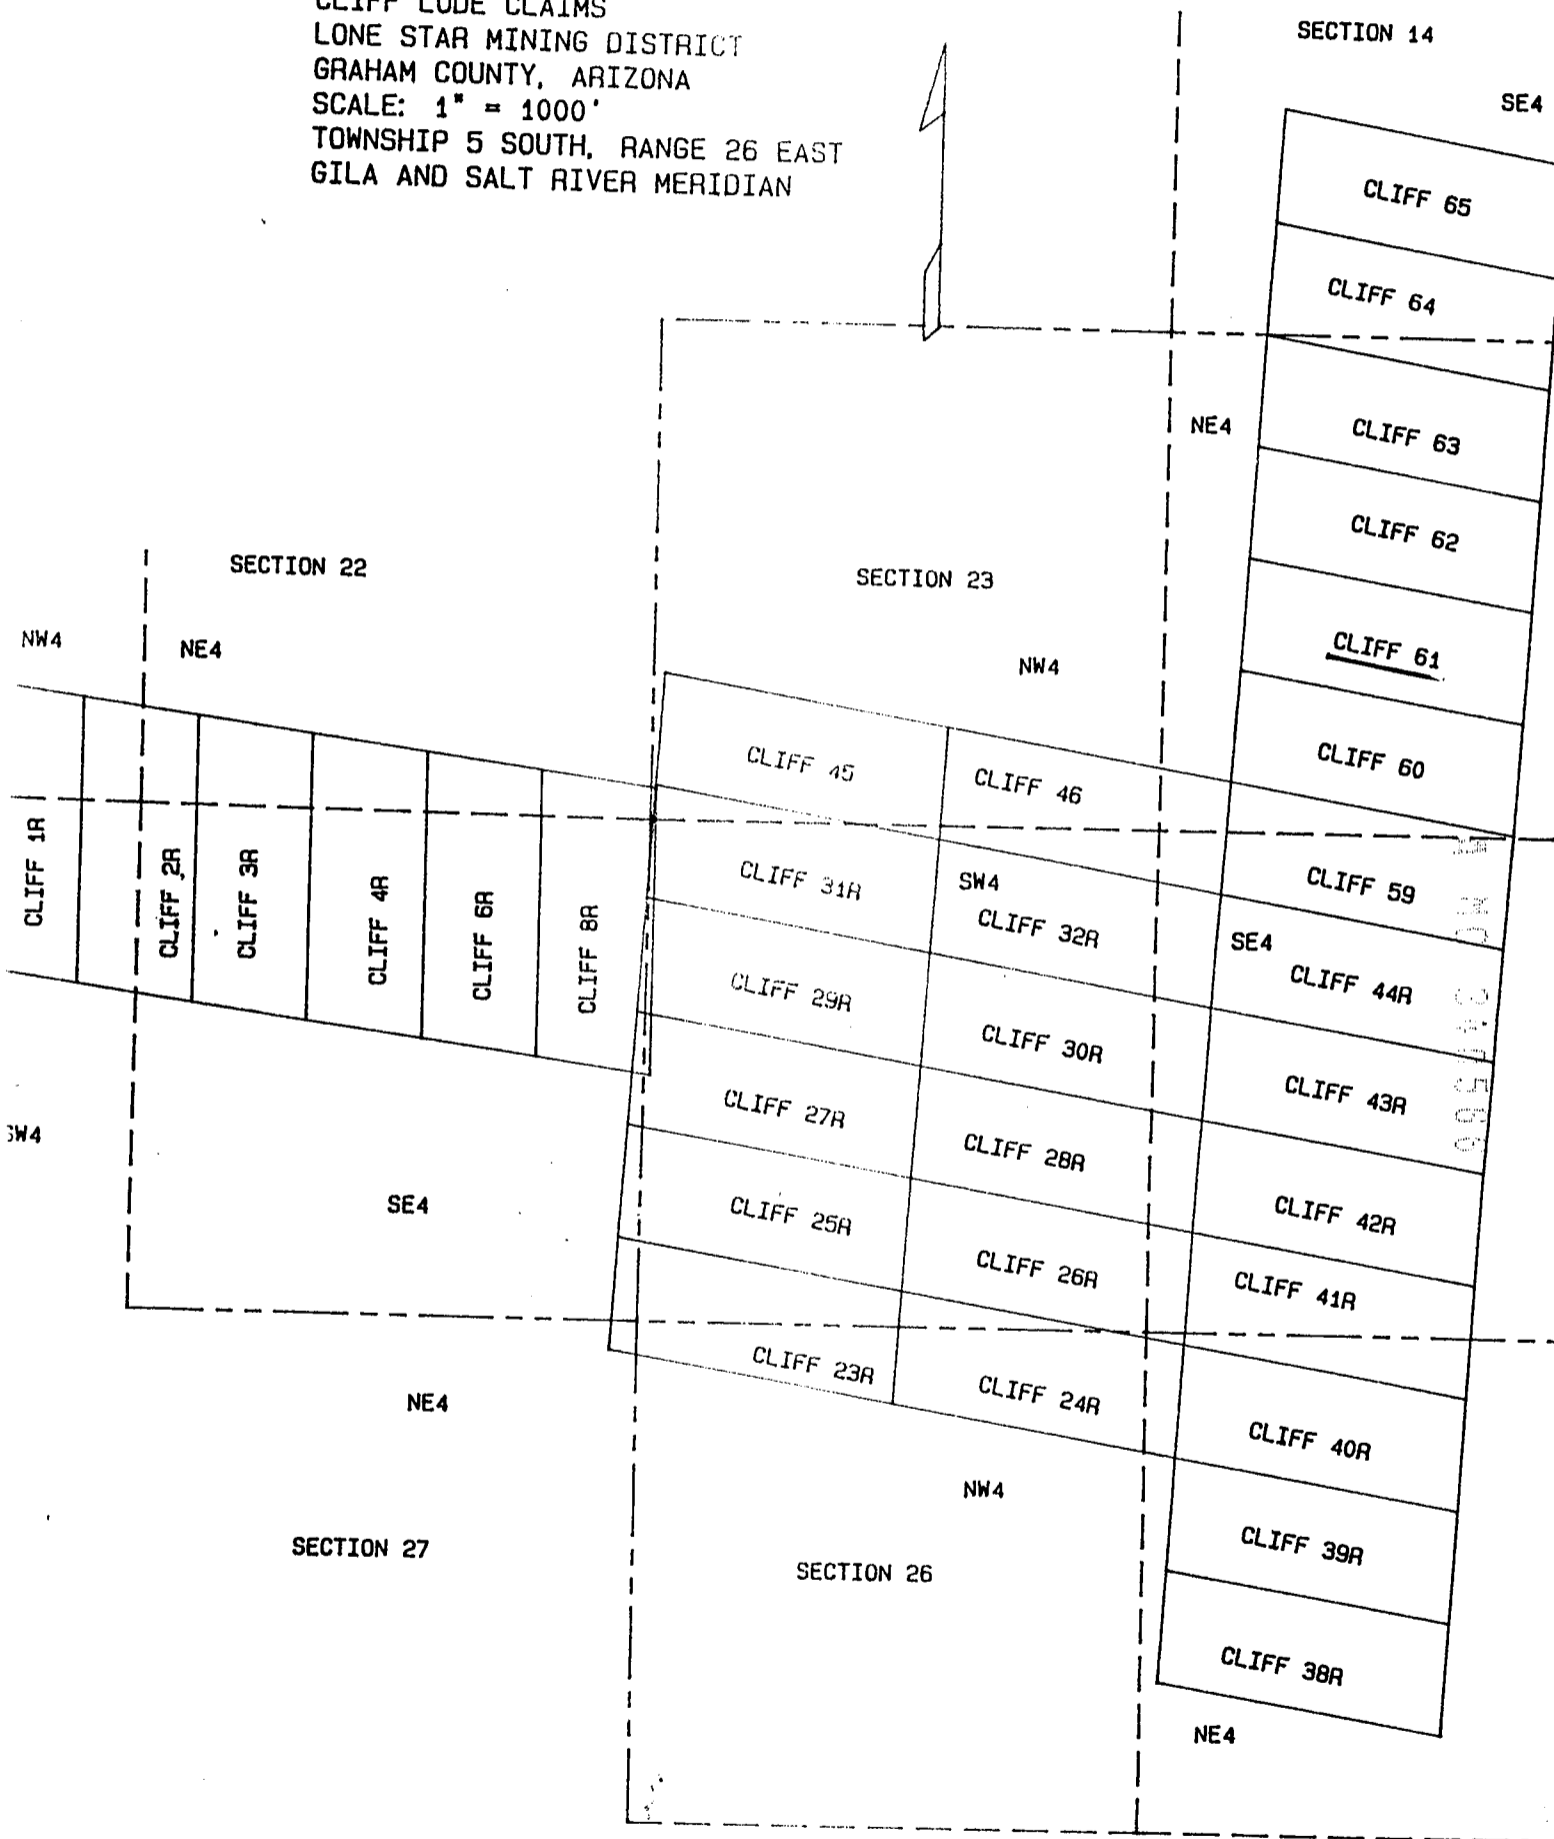 CLIFF LODE CLAIMS
LONE STAR MINING DISTRICT
GRAHAM COUNTY, ARIZONA
SCALE: 1" = 1000'
TOWNSHIP 5 SOUTH, RANGE 26 EAST
GILA AND SALT RIVER MERIDIAN
SECTION 14
SE4
CLIFF 65
CLIFF 64
NE4
CLIFF 63
CLIFF 62
CLIFF 61
CLIFF 60
SECTION 22
SECTION 23
NW4
NE4
NW4
CLIFF 45
CLIFF 46
CLIFF 1R
CLIFF 2R
CLIFF 3R
CLIFF 4R
CLIFF 6R
CLIFF 8R
CLIFF 31R
SW4
CLIFF 32R
CLIFF 59
SE4
CLIFF 44R
CLIFF 29R
CLIFF 30R
CLIFF 43R
CLIFF 27R
CLIFF 28R
CLIFF 42R
SW4
SE4
CLIFF 25R
CLIFF 26R
CLIFF 41R
CLIFF 23R
CLIFF 24R
CLIFF 40R
NE4
NW4
CLIFF 39R
SECTION 27
SECTION 26
CLIFF 38R
NE4